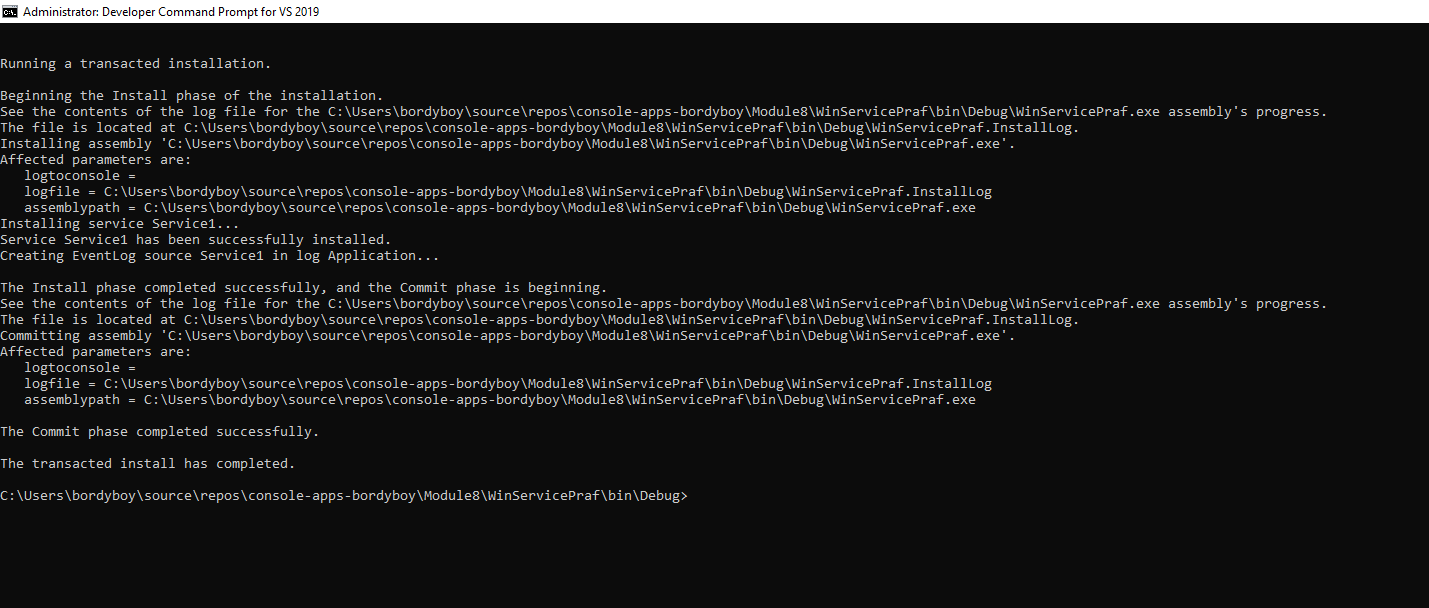 Administrator: Developer Command Prompt for VS 2019
Running a transacted installation.
Beginning the Install phase of the installation.
See the contents of the log file for the C:\Users\bordyboy\source\repos\console-apps-bordyboy\Module8\WinServicePraf\bin\Debug\WinServicePraf.exe assembly's progress.
The file is located at C:\Users\bordyboy\source\repos\console-apps-bordyboy\Module8\WinServicePraf\bin\Debug\WinServicePraf.InstallLog.
Installing assembly 'C:\Users\bordyboy\source\repos\console-apps-bordyboy\Module8\WinServicePraf\bin\Debug\WinServicePraf.exe'.
Affected parameters are:
   logtoconsole =
   logfile = C:\Users\bordyboy\source\repos\console-apps-bordyboy\Module8\WinServicePraf\bin\Debug\WinServicePraf.InstallLog
   assemblypath = C:\Users\bordyboy\source\repos\console-apps-bordyboy\Module8\WinServicePraf\bin\Debug\WinServicePraf.exe
Installing service Service1...
Service Service1 has been successfully installed.
Creating EventLog source Service1 in log Application...
The Install phase completed successfully, and the Commit phase is beginning.
See the contents of the log file for the C:\Users\bordyboy\source\repos\console-apps-bordyboy\Module8\WinServicePraf\bin\Debug\WinServicePraf.exe assembly's progress.
The file is located at C:\Users\bordyboy\source\repos\console-apps-bordyboy\Module8\WinServicePraf\bin\Debug\WinServicePraf.InstallLog.
Committing assembly 'C:\Users\bordyboy\source\repos\console-apps-bordyboy\Module8\WinServicePraf\bin\Debug\WinServicePraf.exe'.
Affected parameters are:
   logtoconsole =
   logfile = C:\Users\bordyboy\source\repos\console-apps-bordyboy\Module8\WinServicePraf\bin\Debug\WinServicePraf.InstallLog
   assemblypath = C:\Users\bordyboy\source\repos\console-apps-bordyboy\Module8\WinServicePraf\bin\Debug\WinServicePraf.exe
The Commit phase completed successfully.
The transacted install has completed.
C:\Users\bordyboy\source\repos\console-apps-bordyboy\Module8\WinServicePraf\bin\Debug>